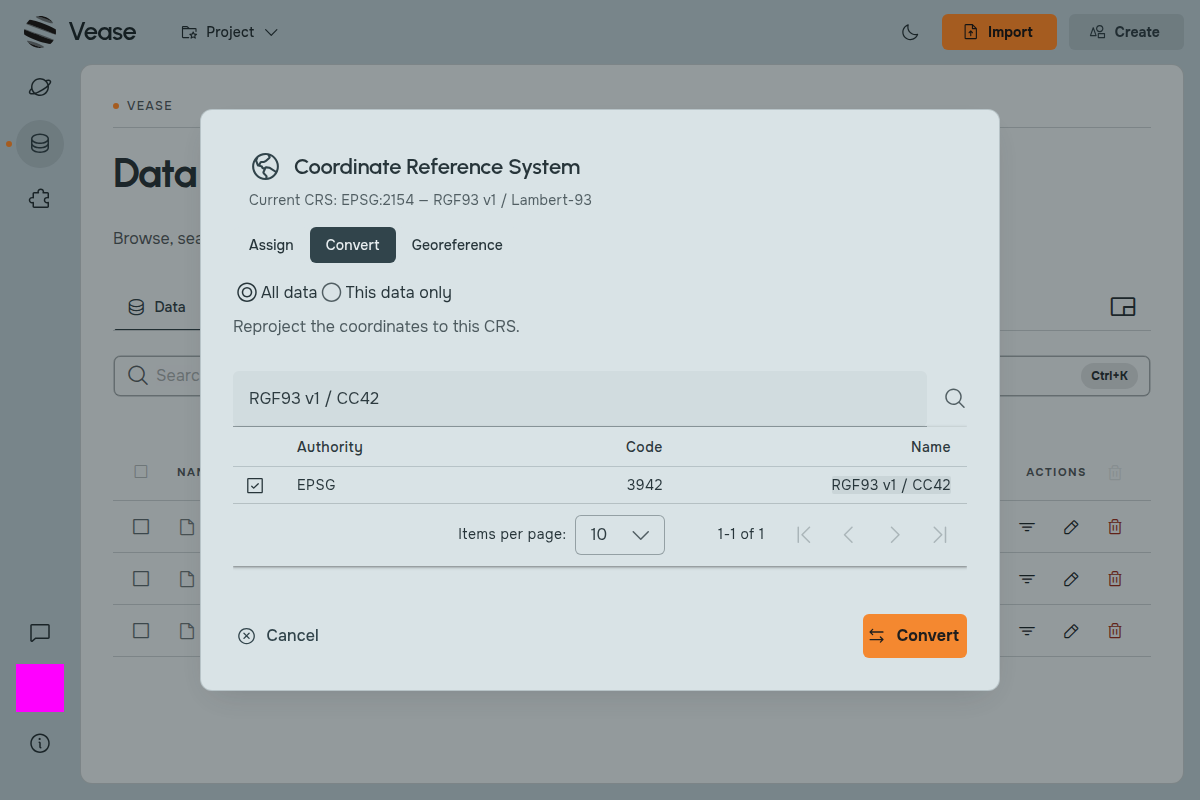 Vease
Project
Import
Create
VEASE
Data
Browse, sea
Data
Searc
Ctrl+K
NAM
ACTIONS
Coordinate Reference System
Current CRS: EPSG:2154 — RGF93 v1 / Lambert-93
Assign
Convert
Georeference
All data
This data only
Reproject the coordinates to this CRS.
RGF93 v1 / CC42
Authority
Code
Name
EPSG
3942
RGF93 v1 / CC42
Items per page:
10
1-1 of 1
Cancel
Convert